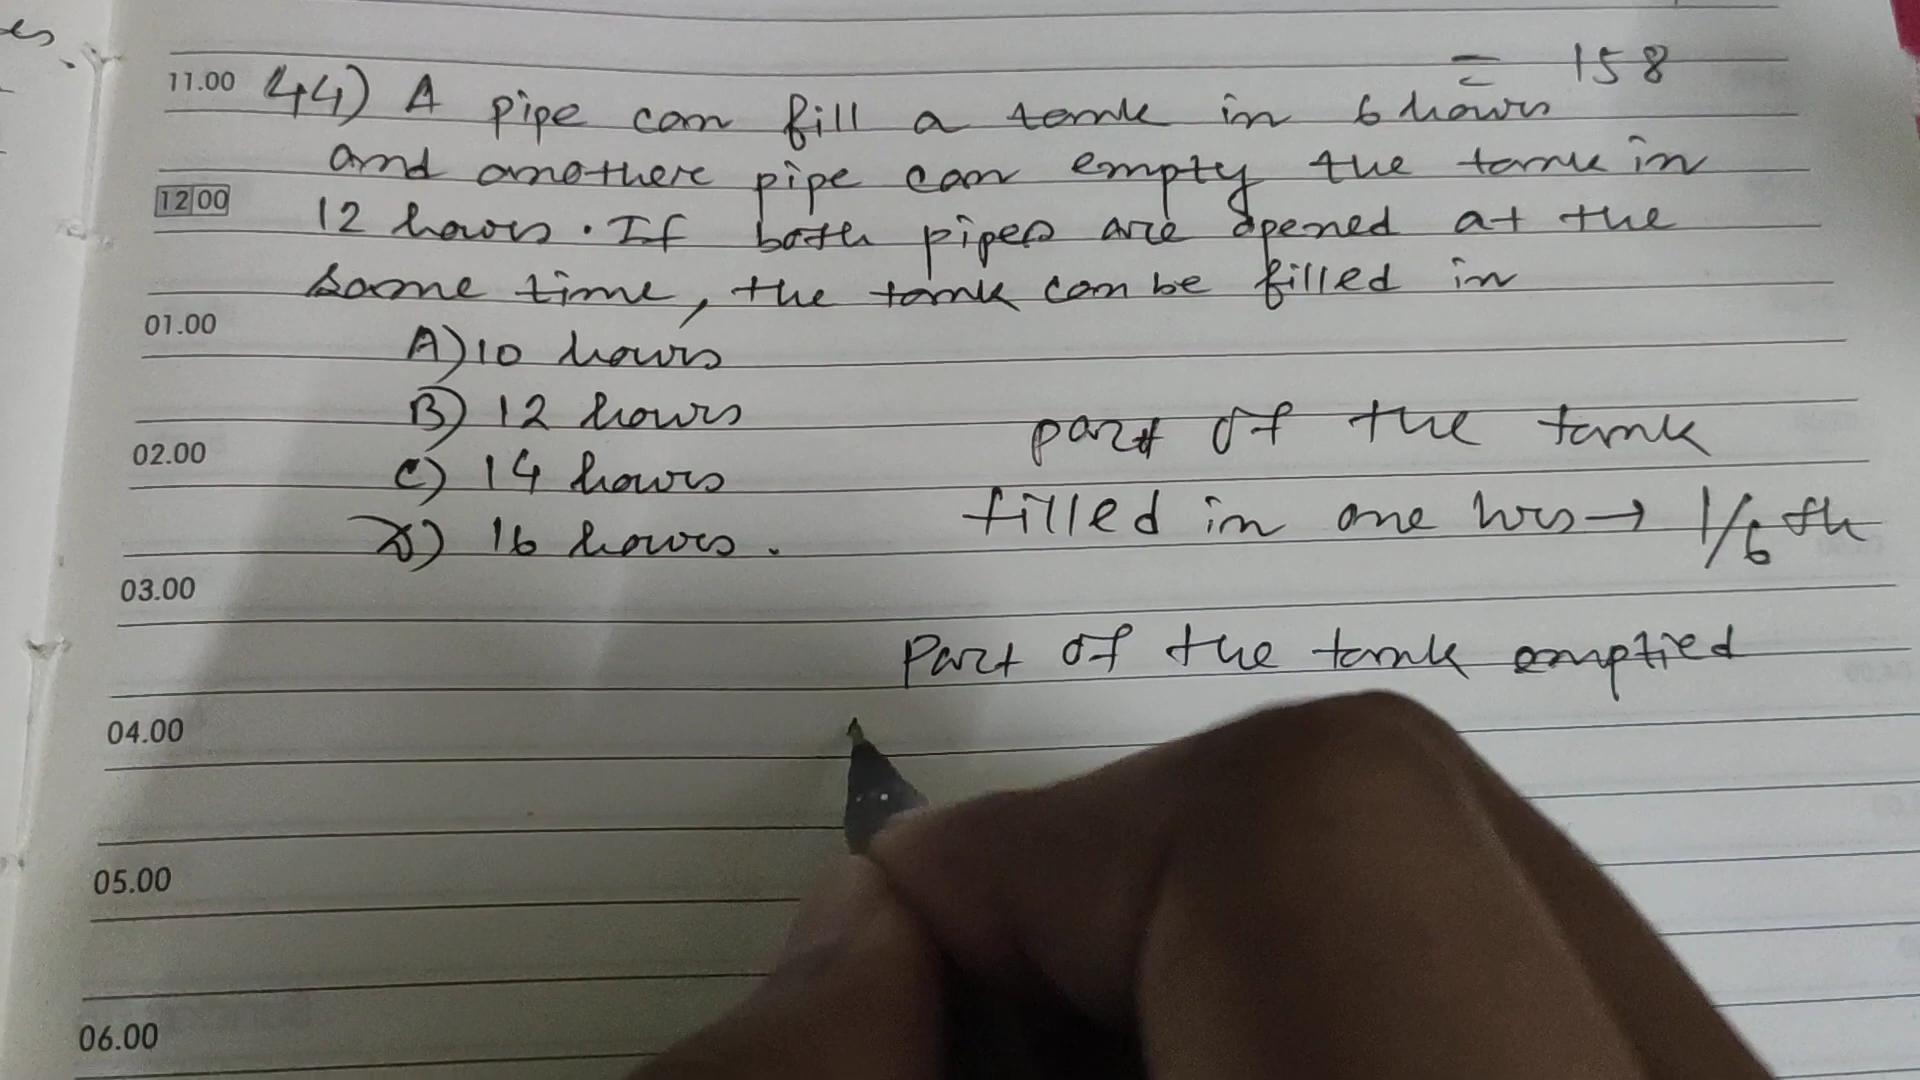 es
= 158
11.00 44) A pipe can fill a tank in 6 hours
and anothere pipe can empty the tank in
12 00 12 hours. If both pipes are opened at the
same time, the tank can be filled in
01.00
A) 10 hours
B) 12 hours
02.00
C) 14 hours
D) 16 hours.
part of the tank
filled in one hrs → 1/6 th
03.00
Part of the tank emptied
04.00
05.00
06.00